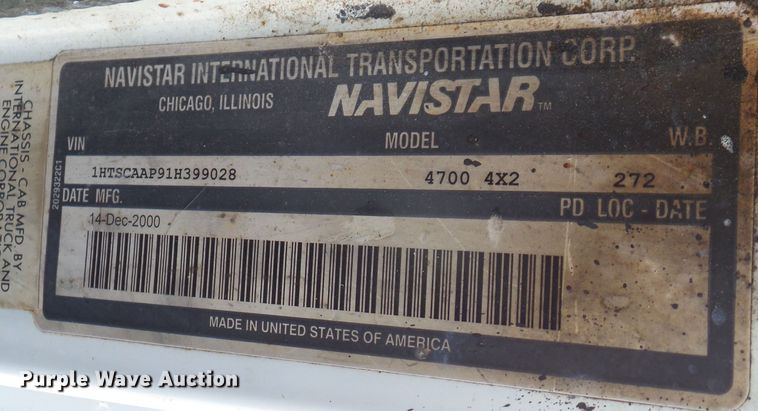 NAVISTAR INTERNATIONAL TRANSPORTATION CORP.
CHICAGO, ILLINOIS NAVISTAR TM
VIN MODEL W.B.
1HTSCAAP91H399028 4700 4X2 272
DATE MFG. PD LOC - DATE
14-Dec-2000
MADE IN UNITED STATES OF AMERICA
2029322C1
CHASSIS - CAB MFD. BY
INTERNATIONAL TRUCK AND
ENGINE CORP.
Purple Wave Auction